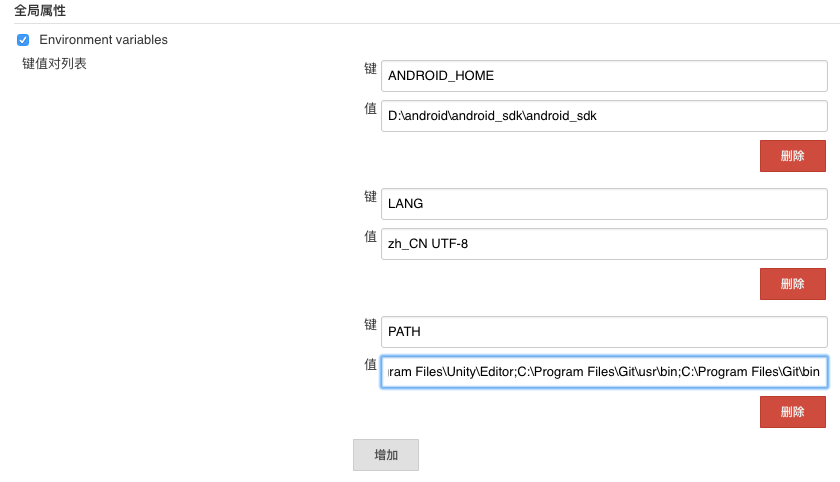 全局属性
Environment variables
键值对列表
键
ANDROID_HOME
值
D:\android\android_sdk\android_sdk
删除
键
LANG
值
zh_CN UTF-8
删除
键
PATH
值
ram Files\Unity\Editor;C:\Program Files\Git\usr\bin;C:\Program Files\Git\bin
删除
增加